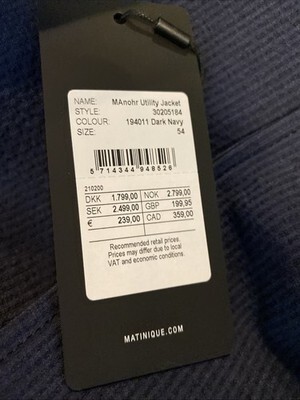 NAME: MAnohr Utility Jacket
STYLE: 30205184
COLOUR: 194011 Dark Navy
SIZE: 54
5 714344 948526
210200
DKK 1.799,00 NOK 2.799,00
SEK 2.499,00 GBP 199,95
€ 239,00 CAD 359,00
Recommended retail prices.
Prices may differ due to local
VAT and economic conditions.
MATINIQUE.COM